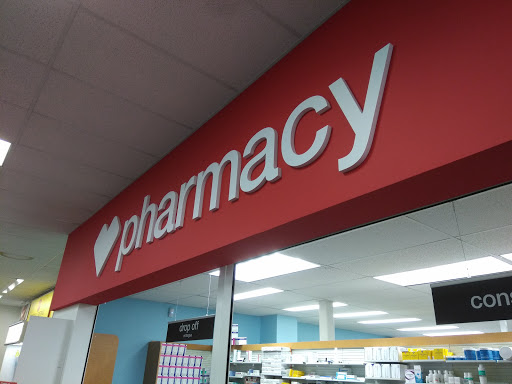 pharmacy
drop off
cons